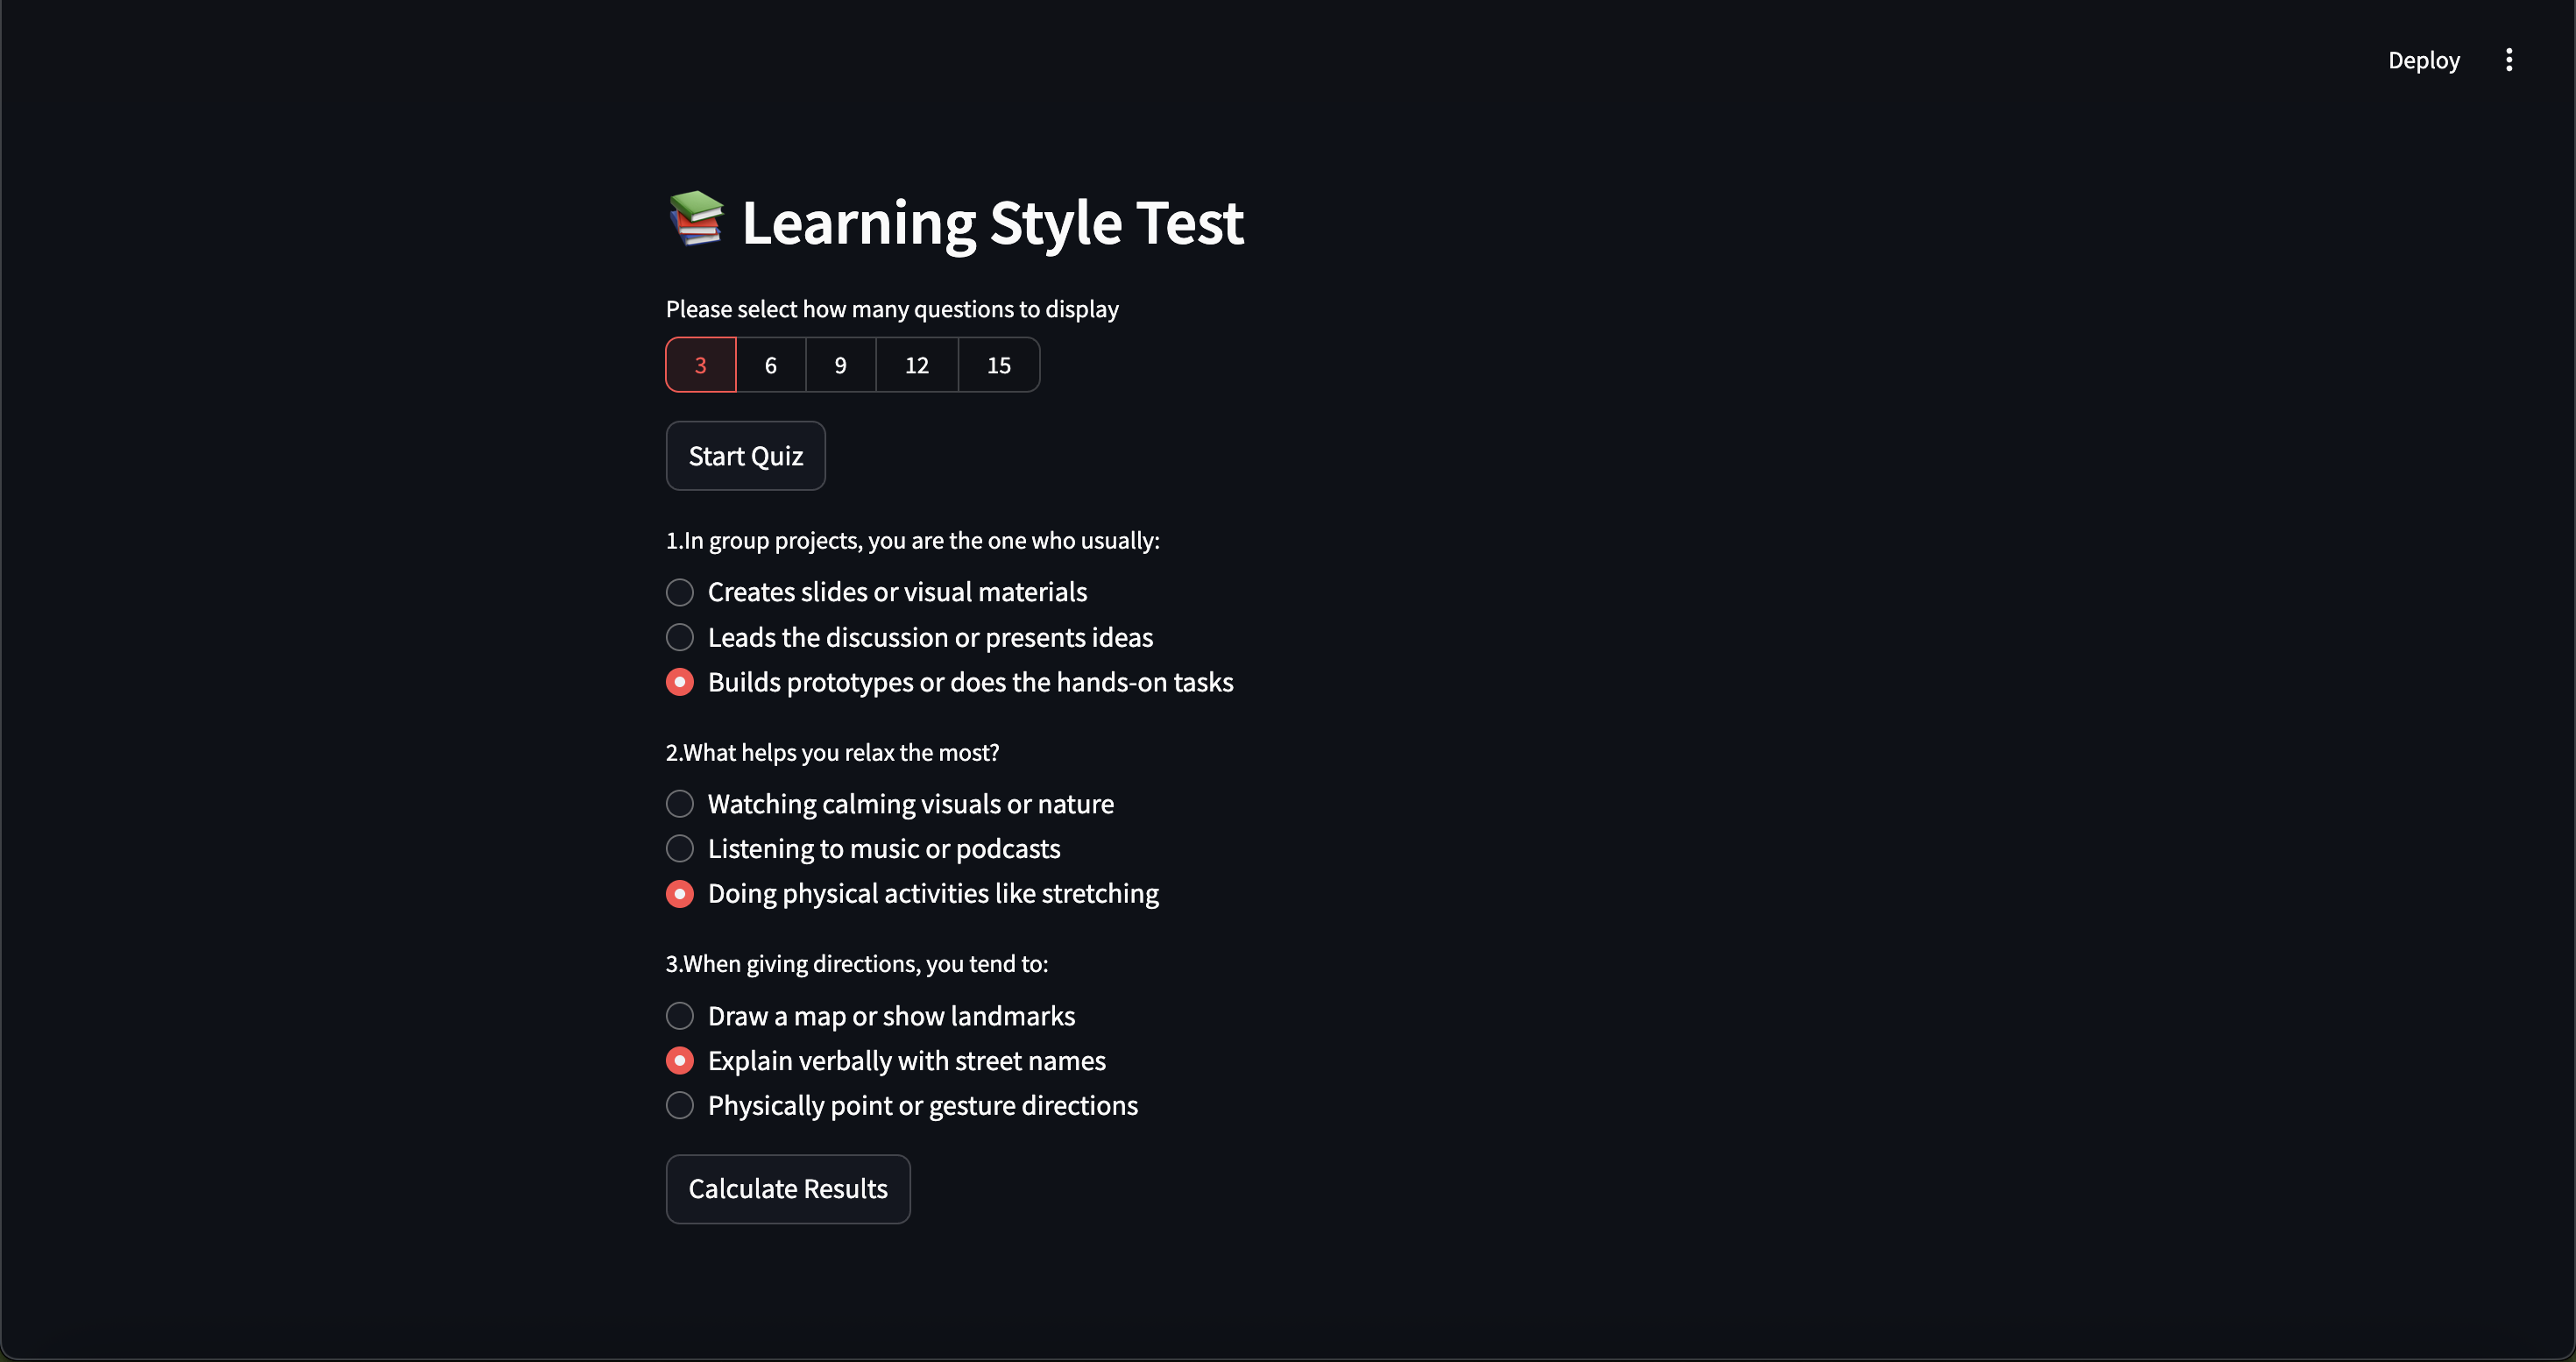 Deploy
📚 Learning Style Test
Please select how many questions to display
3 6 9 12 15
Start Quiz
1.In group projects, you are the one who usually:
Creates slides or visual materials
Leads the discussion or presents ideas
Builds prototypes or does the hands-on tasks
2.What helps you relax the most?
Watching calming visuals or nature
Listening to music or podcasts
Doing physical activities like stretching
3.When giving directions, you tend to:
Draw a map or show landmarks
Explain verbally with street names
Physically point or gesture directions
Calculate Results